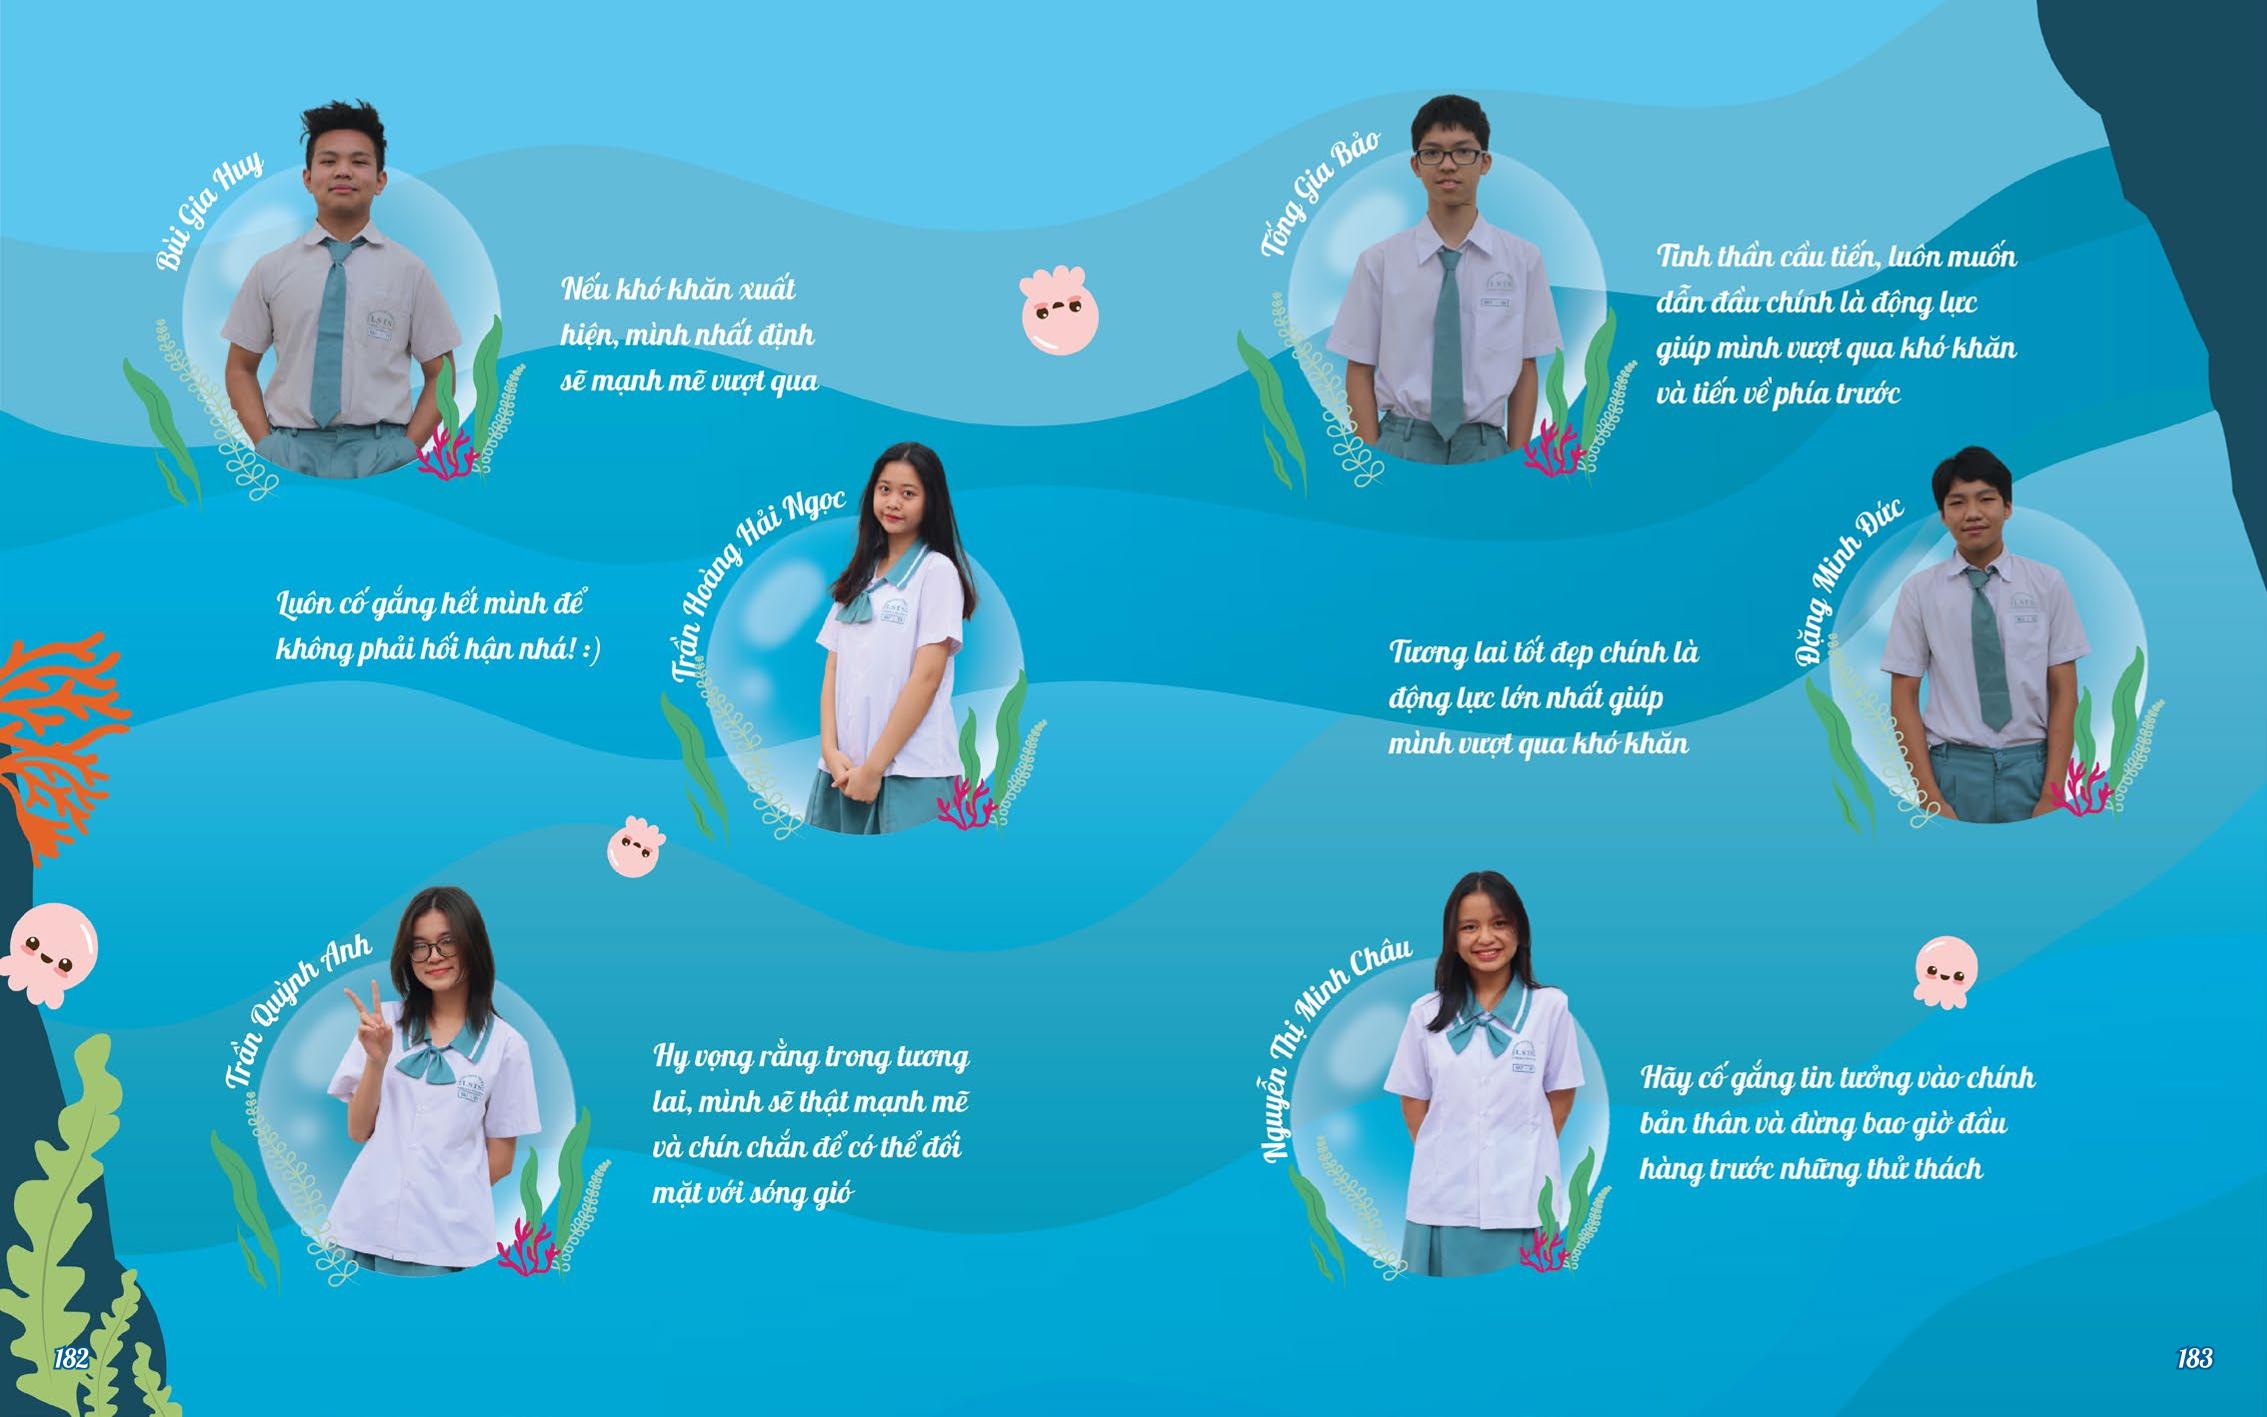 Bùi Gia Huy
Nếu khó khăn xuất
hiện, mình nhất định
sẽ mạnh mẽ vượt qua
Trần Hoàng Hải Ngọc
Luôn cố gắng hết mình để
không phải hối hận nhá! :)
Trần Quỳnh Anh
Hy vọng rằng trong tương
lai, mình sẽ thật mạnh mẽ
và chín chắn để có thể đối
mặt với sóng gió
182
Tống Gia Bảo
Tinh thần cầu tiến, luôn muốn
dẫn đầu chính là động lực
giúp mình vượt qua khó khăn
và tiến về phía trước
Đặng Minh Đức
Tương lai tốt đẹp chính là
động lực lớn nhất giúp
mình vượt qua khó khăn
Nguyễn Thị Minh Châu
Hãy cố gắng tin tưởng vào chính
bản thân và đừng bao giờ đầu
hàng trước những thử thách
183